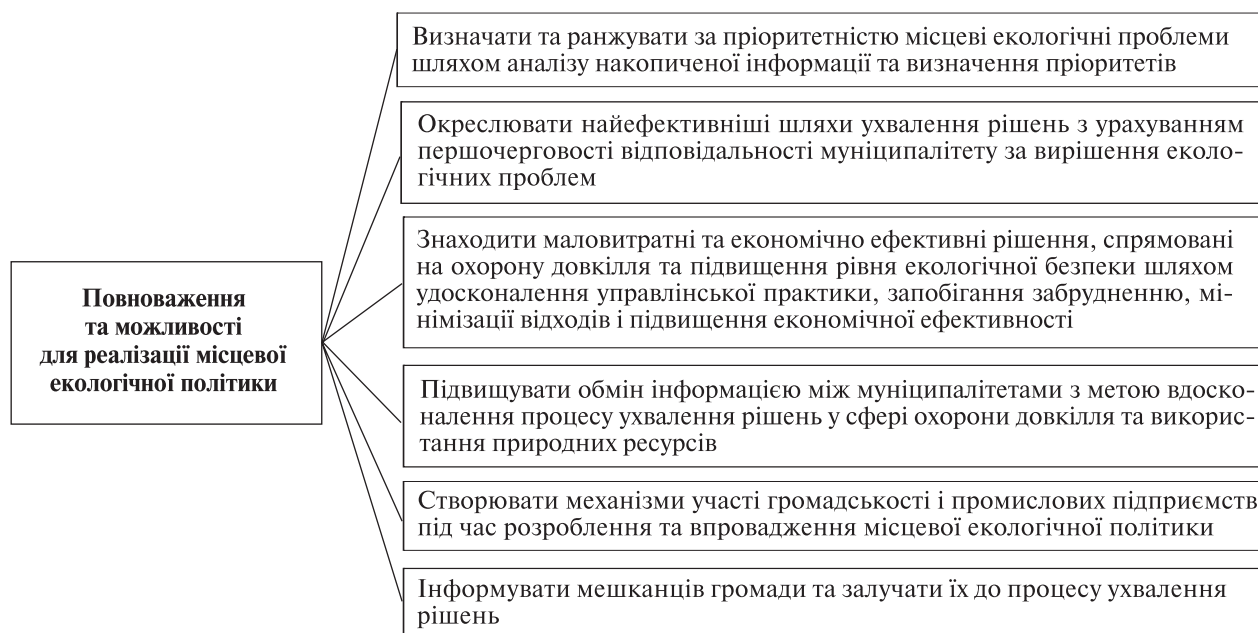 Повноваження
та можливості
для реалізації місцевої
екологічної політики
Визначати та ранжувати за пріоритетністю місцеві екологічні проблеми
шляхом аналізу накопиченої інформації та визначення пріоритетів
Окреслювати найефективніші шляхи ухвалення рішень з урахуванням
першочерговості відповідальності муніципалітету за вирішення еколо-
гічних проблем
Знаходити маловитратні та економічно ефективні рішення, спрямовані
на охорону довкілля та підвищення рівня екологічної безпеки шляхом
удосконалення управлінської практики, запобігання забрудненню, мі-
німізації відходів і підвищення економічної ефективності
Підвищувати обмін інформацією між муніципалітетами з метою вдоско-
налення процесу ухвалення рішень у сфері охорони довкілля та викорис-
тання природних ресурсів
Створювати механізми участі громадськості і промислових підприємств
під час розроблення та впровадження місцевої екологічної політики
Інформувати мешканців громади та залучати їх до процесу ухвалення
рішень